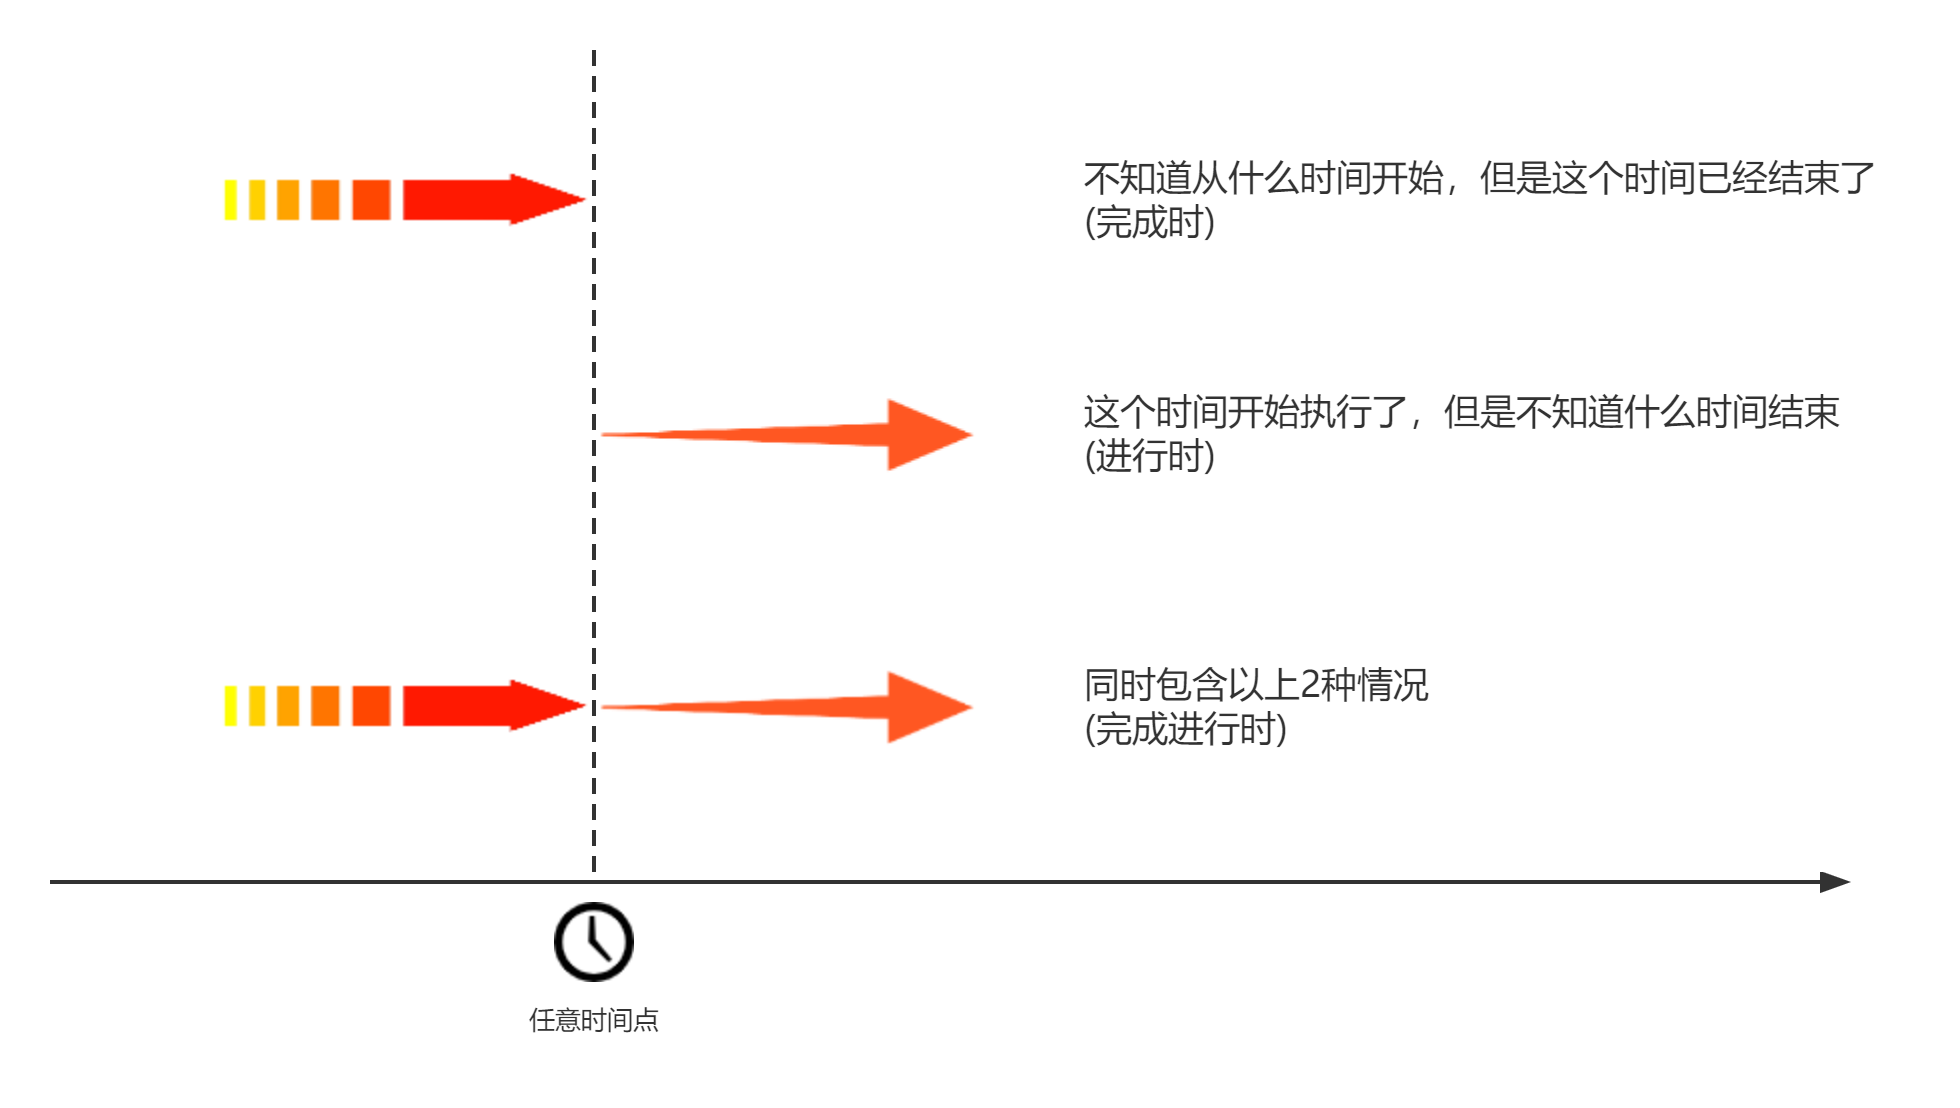 不知道从什么时间开始，但是这个时间已经结束了
(完成时)
这个时间开始执行了，但是不知道什么时间结束
(进行时)
同时包含以上2种情况
(完成进行时)
任意时间点